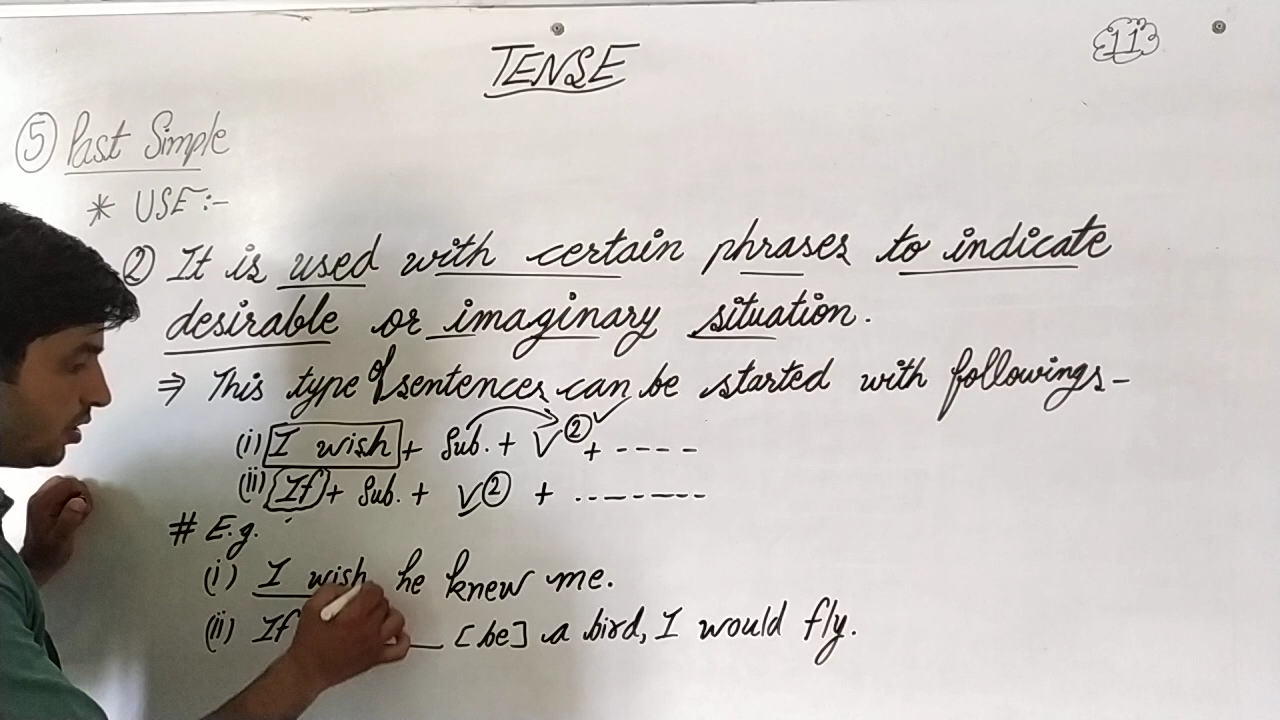 TENSE
11
⑤ Past Simple
* USE :-
② It is used with certain phrases to indicate
desirable or imaginary situation.
⇒ This type of sentences can be started with followings-
(i) I wish + Sub. + V② + ----
(ii) If + Sub. + V② + --------
# E.g.
(i) I wish he knew me.
(ii) If __ [be] a bird, I would fly.